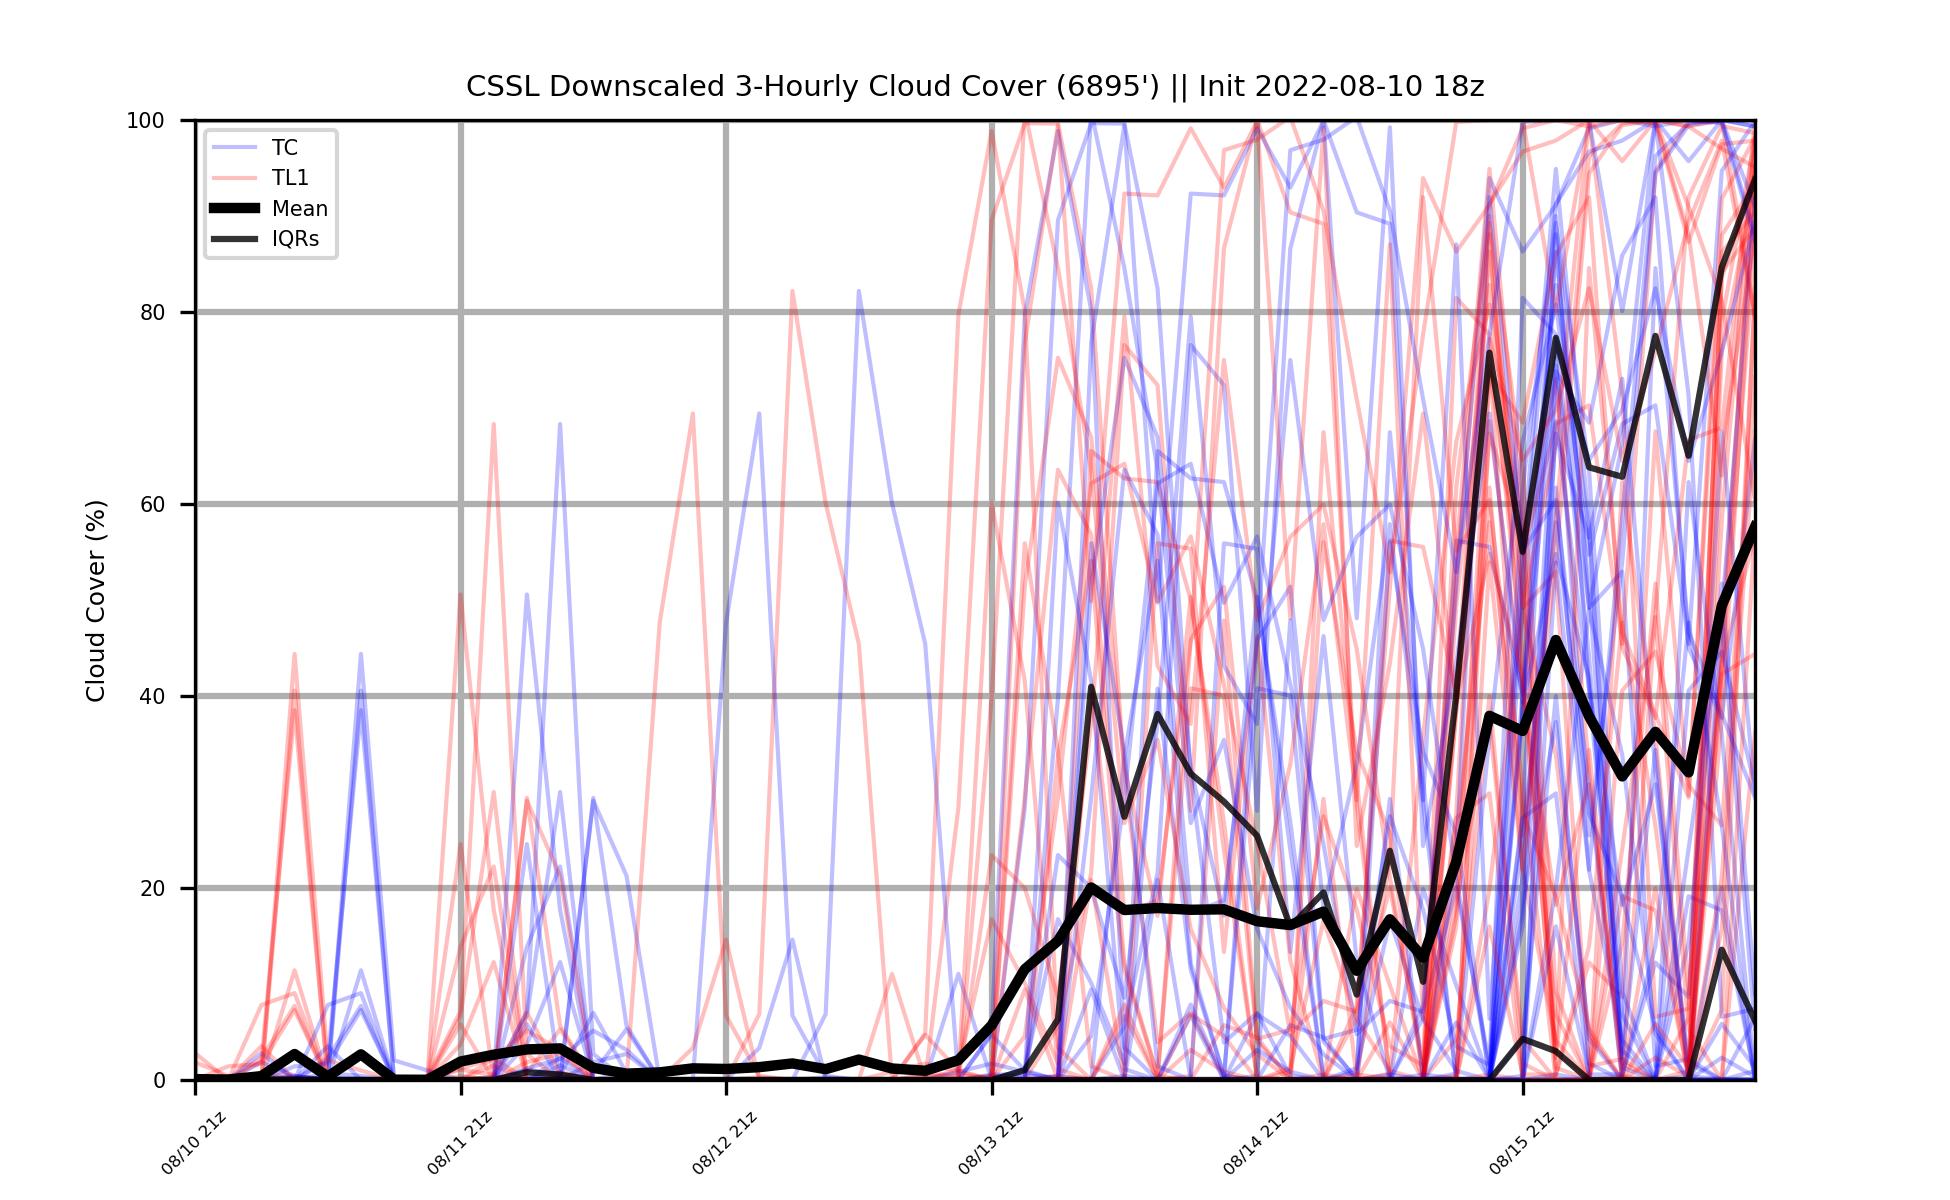 CSSL Downscaled 3-Hourly Cloud Cover (6895') || Init 2022-08-10 18z
100
80
60
40
20
0
Cloud Cover (%)
TC
TL1
Mean
IQRs
08/10 21z
08/11 21z
08/12 21z
08/13 21z
08/14 21z
08/15 21z